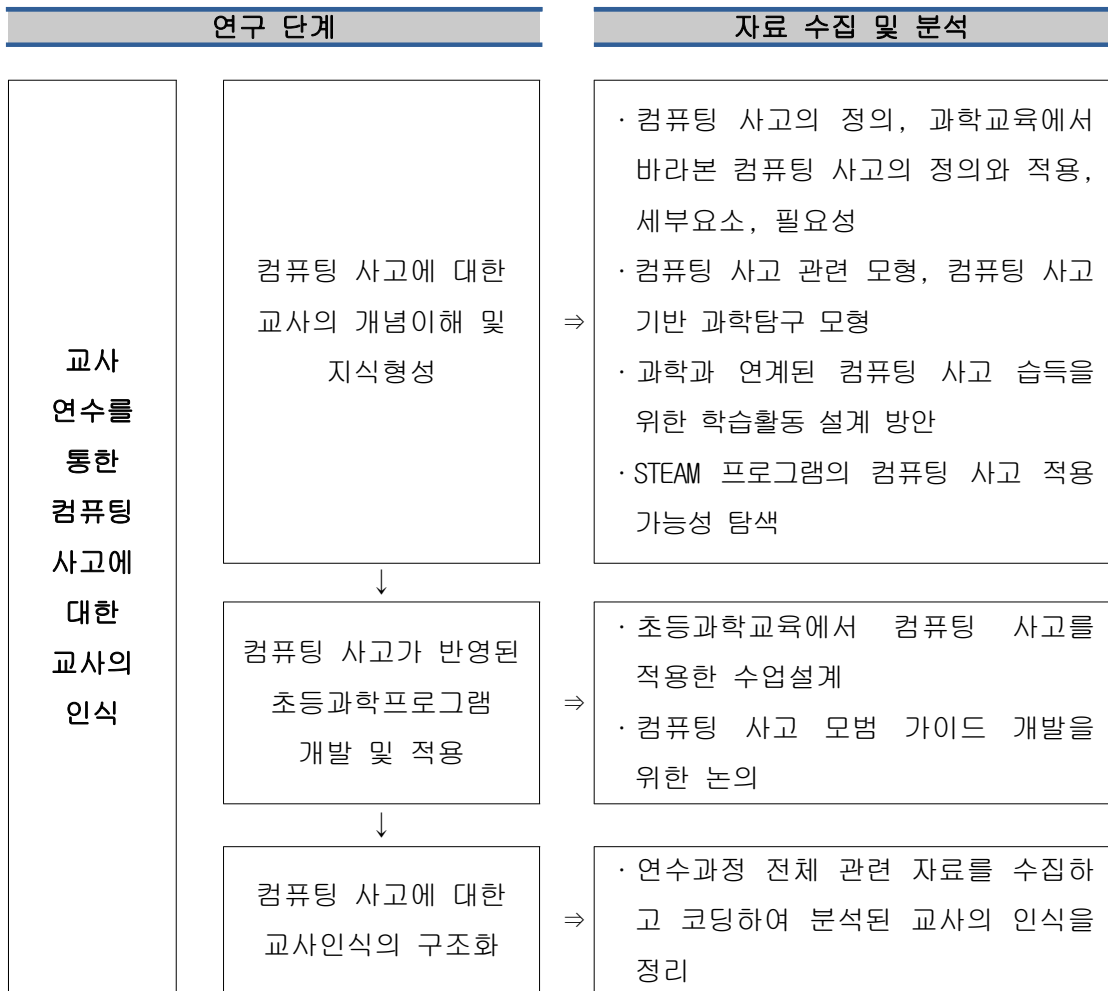 연구 단계
자료 수집 및 분석
교사
연수를
통한
컴퓨팅
사고에
대한
교사의
인식
컴퓨팅 사고에 대한
교사의 개념이해 및
지식형성
⇒
· 컴퓨팅 사고의 정의, 과학교육에서
바라본 컴퓨팅 사고의 정의와 적용,
세부요소, 필요성
· 컴퓨팅 사고 관련 모형, 컴퓨팅 사고
기반 과학탐구 모형
· 과학과 연계된 컴퓨팅 사고 습득을
위한 학습활동 설계 방안
· STEAM 프로그램의 컴퓨팅 사고 적용
가능성 탐색
↓
컴퓨팅 사고가 반영된
초등과학프로그램
개발 및 적용
⇒
· 초등과학교육에서 컴퓨팅 사고를
적용한 수업설계
· 컴퓨팅 사고 모범 가이드 개발을
위한 논의
↓
컴퓨팅 사고에 대한
교사인식의 구조화
⇒
· 연수과정 전체 관련 자료를 수집하
고 코딩하여 분석된 교사의 인식을
정리